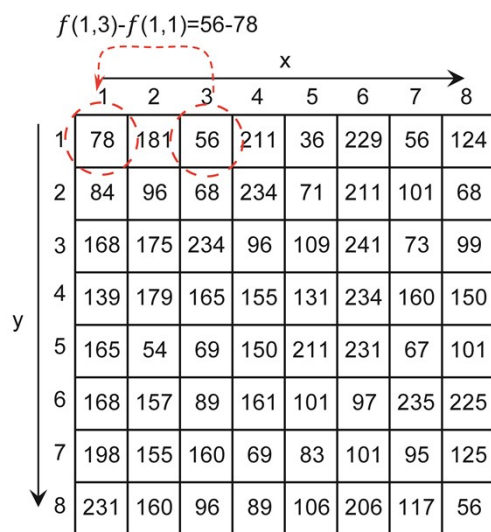 f(1,3)-f(1,1)=56-78
x
1 2 3 4 5 6 7 8
1 78 181 56 211 36 229 56 124
2 84 96 68 234 71 211 101 68
3 168 175 234 96 109 241 73 99
4 139 179 165 155 131 234 160 150
y
5 165 54 69 150 211 231 67 101
6 168 157 89 161 101 97 235 225
7 198 155 160 69 83 101 95 125
8 231 160 96 89 106 206 117 56